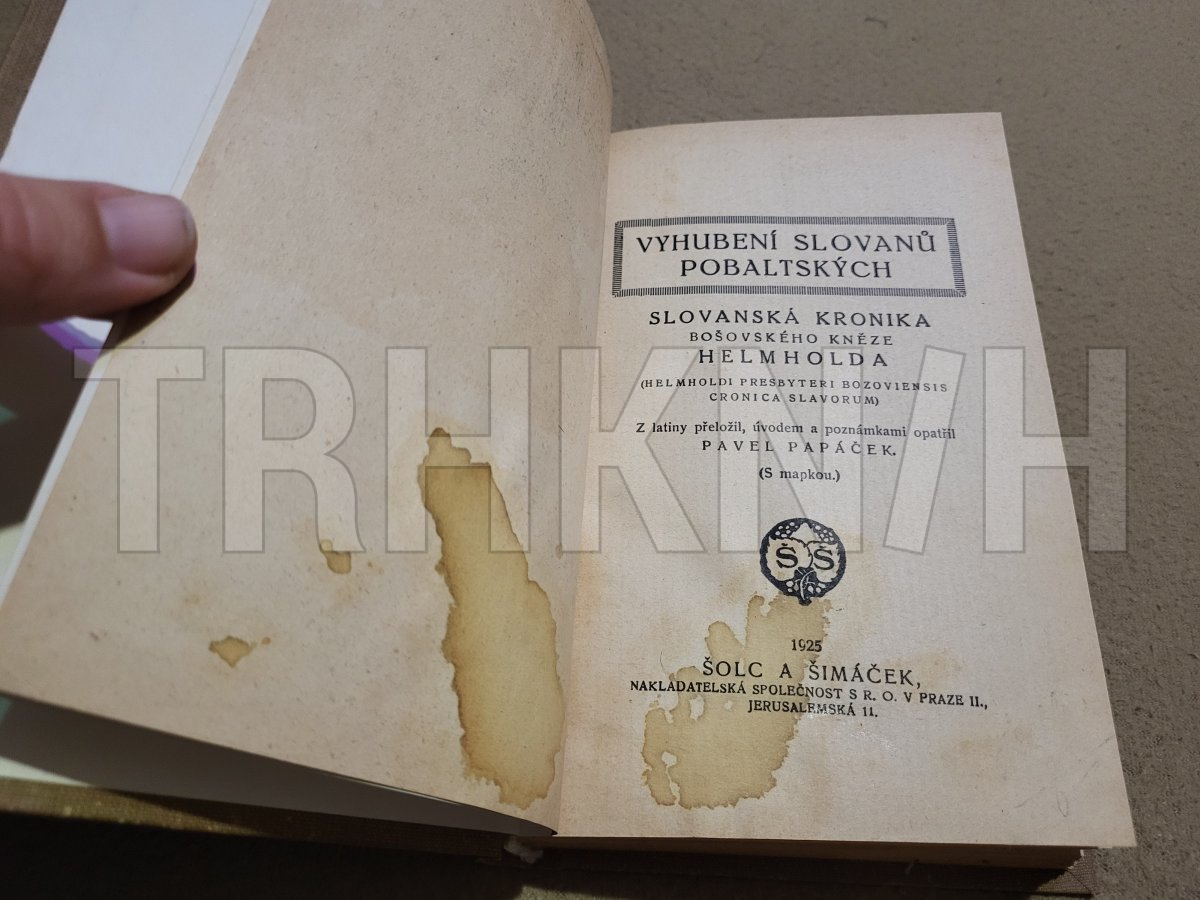 VYHUBENÍ SLOVANŮ
POBALTSKÝCH
SLOVANSKÁ KRONIKA
BOŠOVSKÉHO KNĚZE
HELMHOLDA
(HELMHOLDI PRESBYTERI BOZOVIENSIS
CRONICA SLAVORUM)
Z latiny přeložil, úvodem a poznámkami opatřil
PAVEL PAPÁČEK.
(S mapkou.)
Š Š
1925
ŠOLC A ŠIMÁČEK,
NAKLADATELSKÁ SPOLEČNOST S R. O. V PRAZE II.,
JERUSALEMSKÁ 11.
TRHKNIH